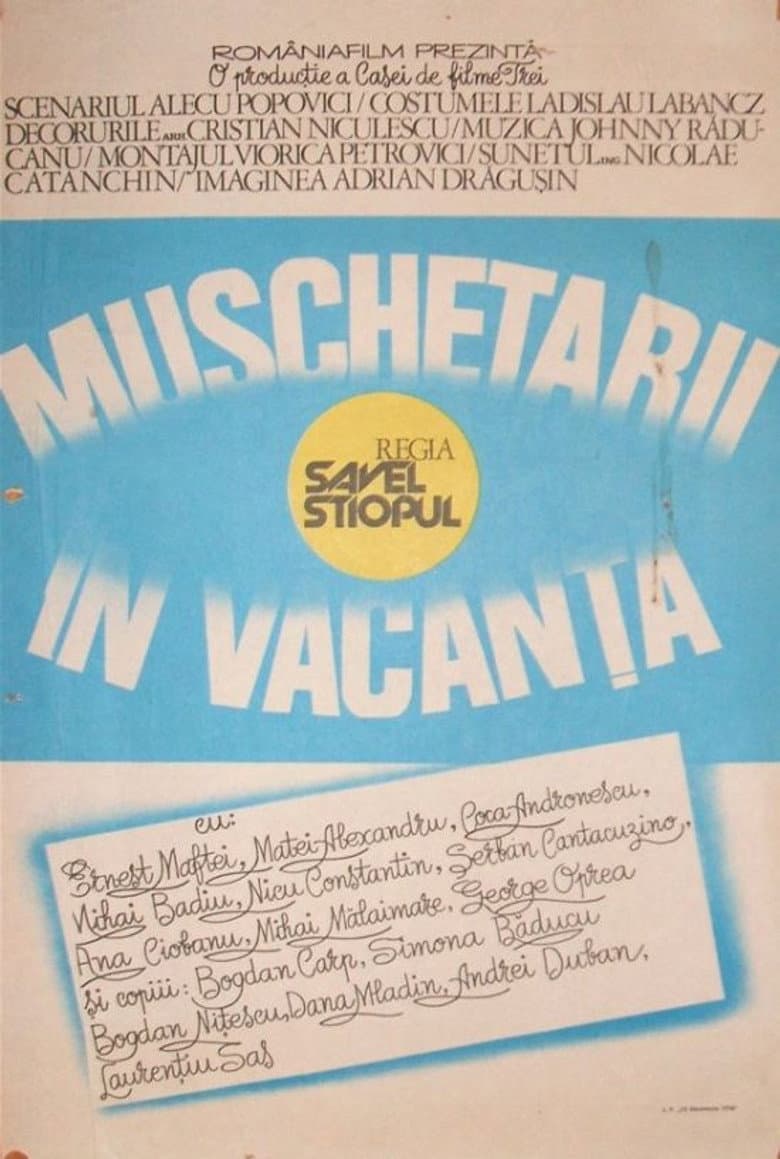 ROMÂNIAFILM PREZINTĂ
O producție a Casei de filme Trei
SCENARIUL ALECU POPOVICI / COSTUMELE LADISLAU LABANCZ
DECORURILE ARH. CRISTIAN NICULESCU / MUZICA JOHNNY RĂDU-
CANU / MONTAJUL VIORICA PETROVICI / SUNETUL ING. NICOLAE
CATANCHIN / IMAGINEA ADRIAN DRĂGUȘIN
MUSCHETARII
REGIA
SAVEL
STIOPUL
IN VACANȚA
cu:
Ernest Maftei, Matei Alexandru, Coca Andronescu,
Mihai Badiu, Nicu Constantin, Șerban Cantacuzino,
Ana Ciobanu, Mihai Mălaimare, George Oprea
și copiii: Bogdan Carp, Simona Băducu
Bogdan Nițescu, Dana Mladin, Andrei Duban,
Laurențiu Sas